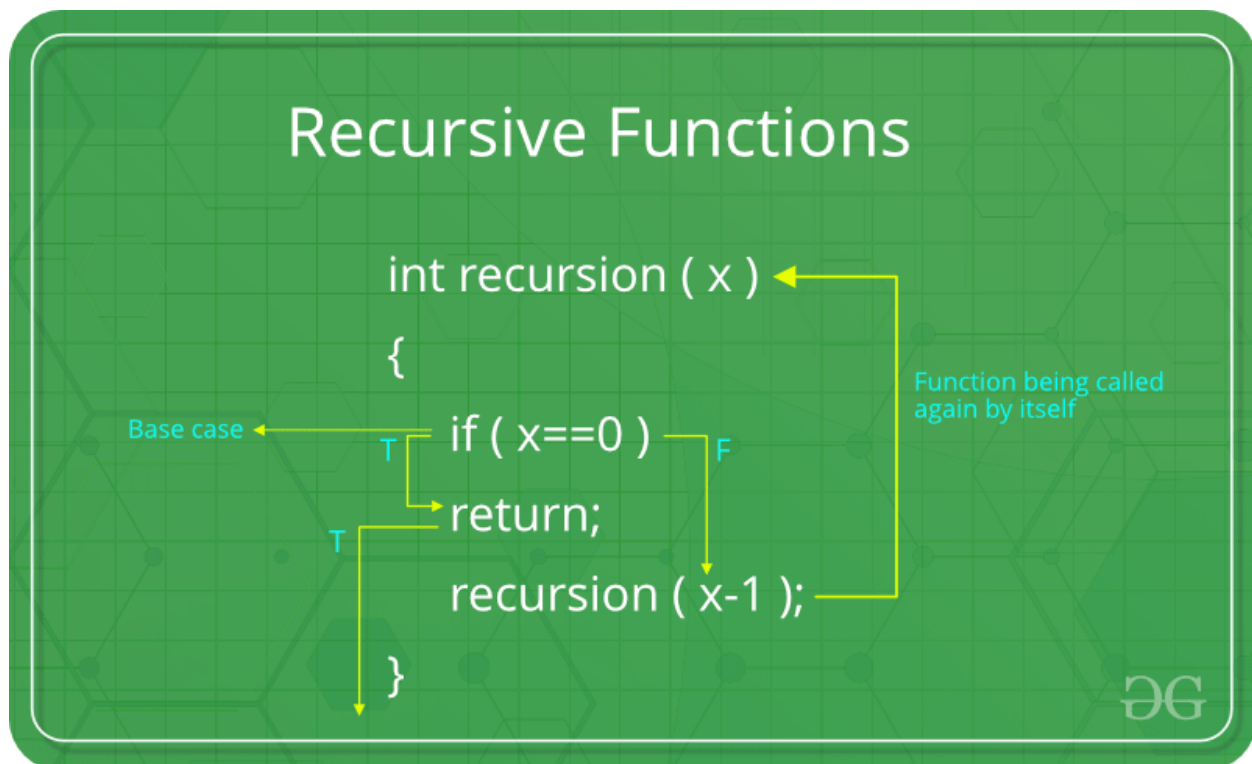 Recursive Functions
int recursion ( x )
{
Function being called
again by itself
Base case
if ( x==0 )
T
F
return;
T
recursion ( x-1 );
}
GG